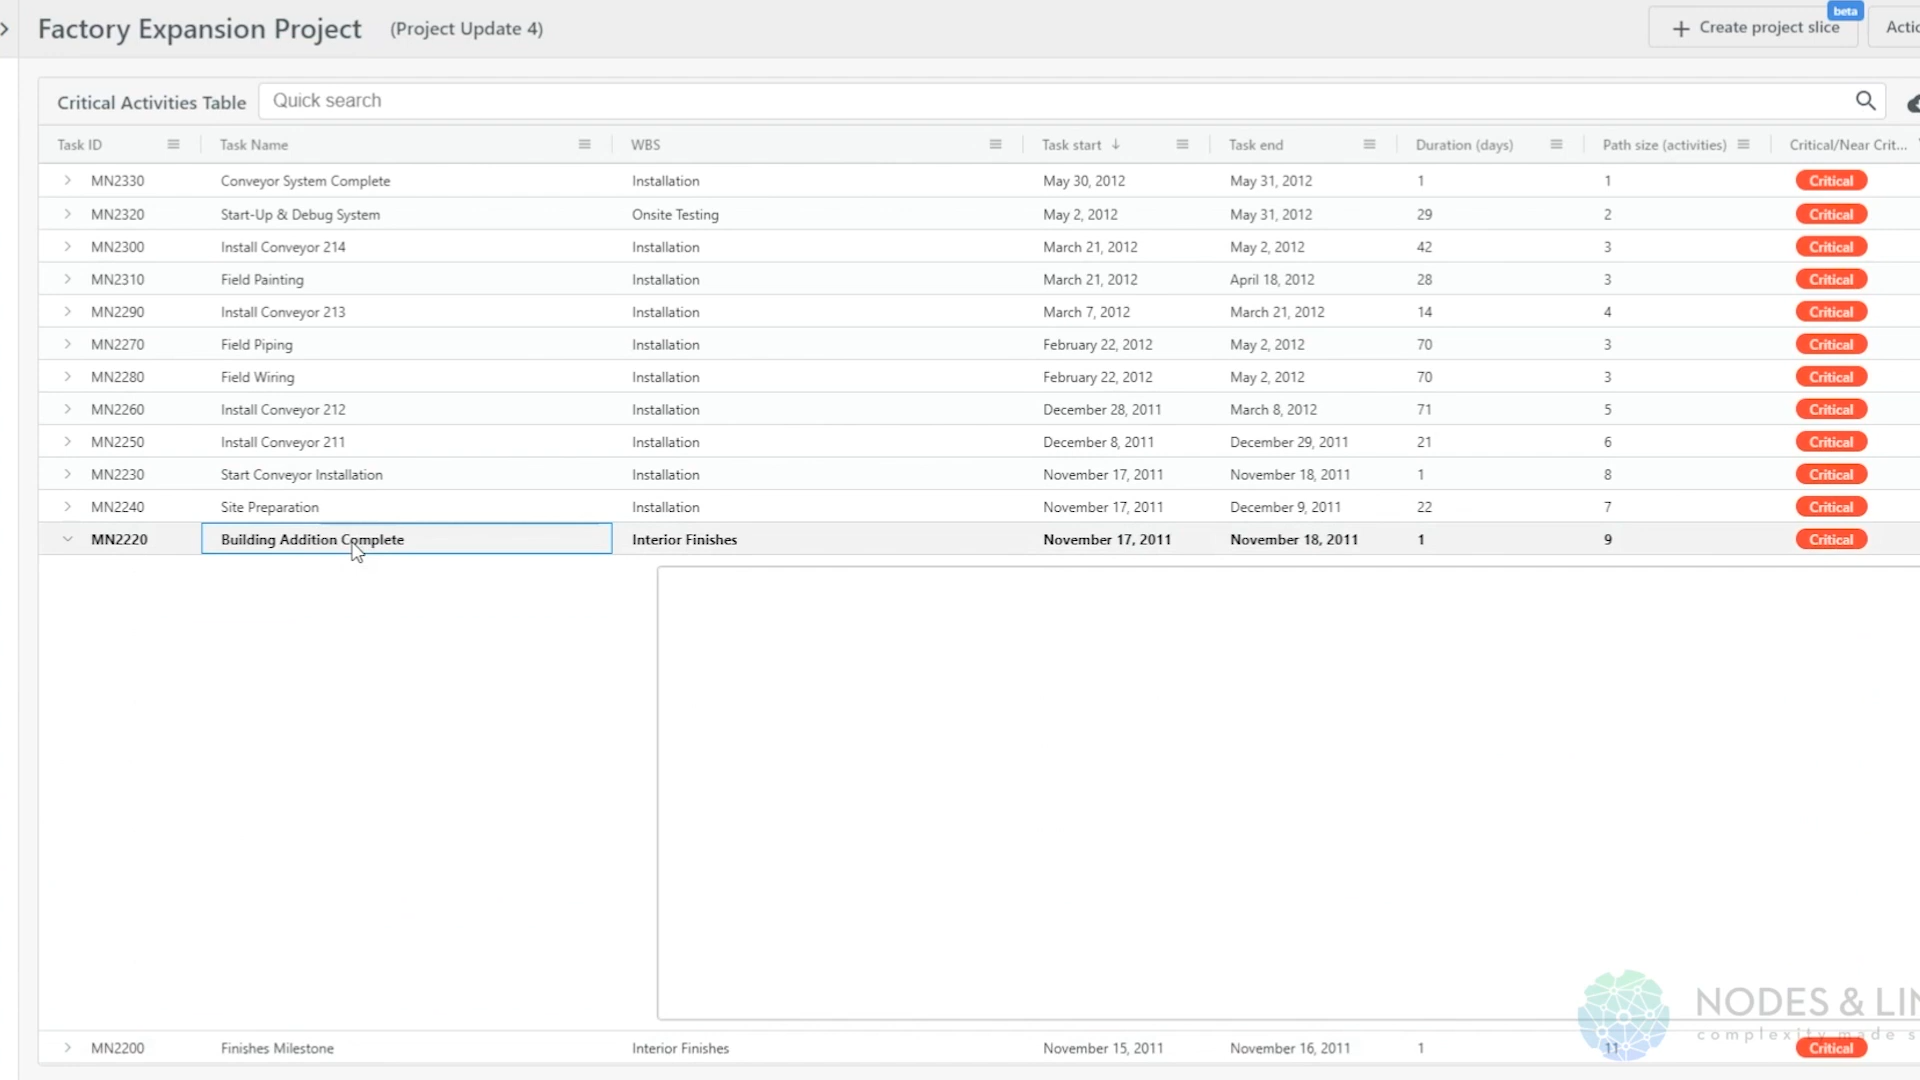 beta
Factory Expansion Project (Project Update 4) Create project slice
Critical Activities Table Quick search
Task ID Task Name WBS Task start Task end Duration (days) Path size (activities) Critical/Near Crit...
MN2330 Conveyor System Complete Installation May 30, 2012 May 31, 2012 1 1 Critical
MN2320 Start-Up & Debug System Onsite Testing May 2, 2012 May 31, 2012 29 2 Critical
MN2300 Install Conveyor 214 Installation March 21, 2012 May 2, 2012 42 3 Critical
MN2310 Field Painting Installation March 21, 2012 April 18, 2012 28 3 Critical
MN2290 Install Conveyor 213 Installation March 7, 2012 March 21, 2012 14 4 Critical
MN2270 Field Piping Installation February 22, 2012 May 2, 2012 70 3 Critical
MN2280 Field Wiring Installation February 22, 2012 May 2, 2012 70 3 Critical
MN2260 Install Conveyor 212 Installation December 28, 2011 March 8, 2012 71 5 Critical
MN2250 Install Conveyor 211 Installation December 8, 2011 December 29, 2011 21 6 Critical
MN2230 Start Conveyor Installation Installation November 17, 2011 November 18, 2011 1 8 Critical
MN2240 Site Preparation Installation November 17, 2011 December 9, 2011 22 7 Critical
MN2220 Building Addition Complete Interior Finishes November 17, 2011 November 18, 2011 1 9 Critical
NODES &
complexity made
MN2200 Finishes Milestone Interior Finishes November 15, 2011 November 16, 2011 1 11 Critical